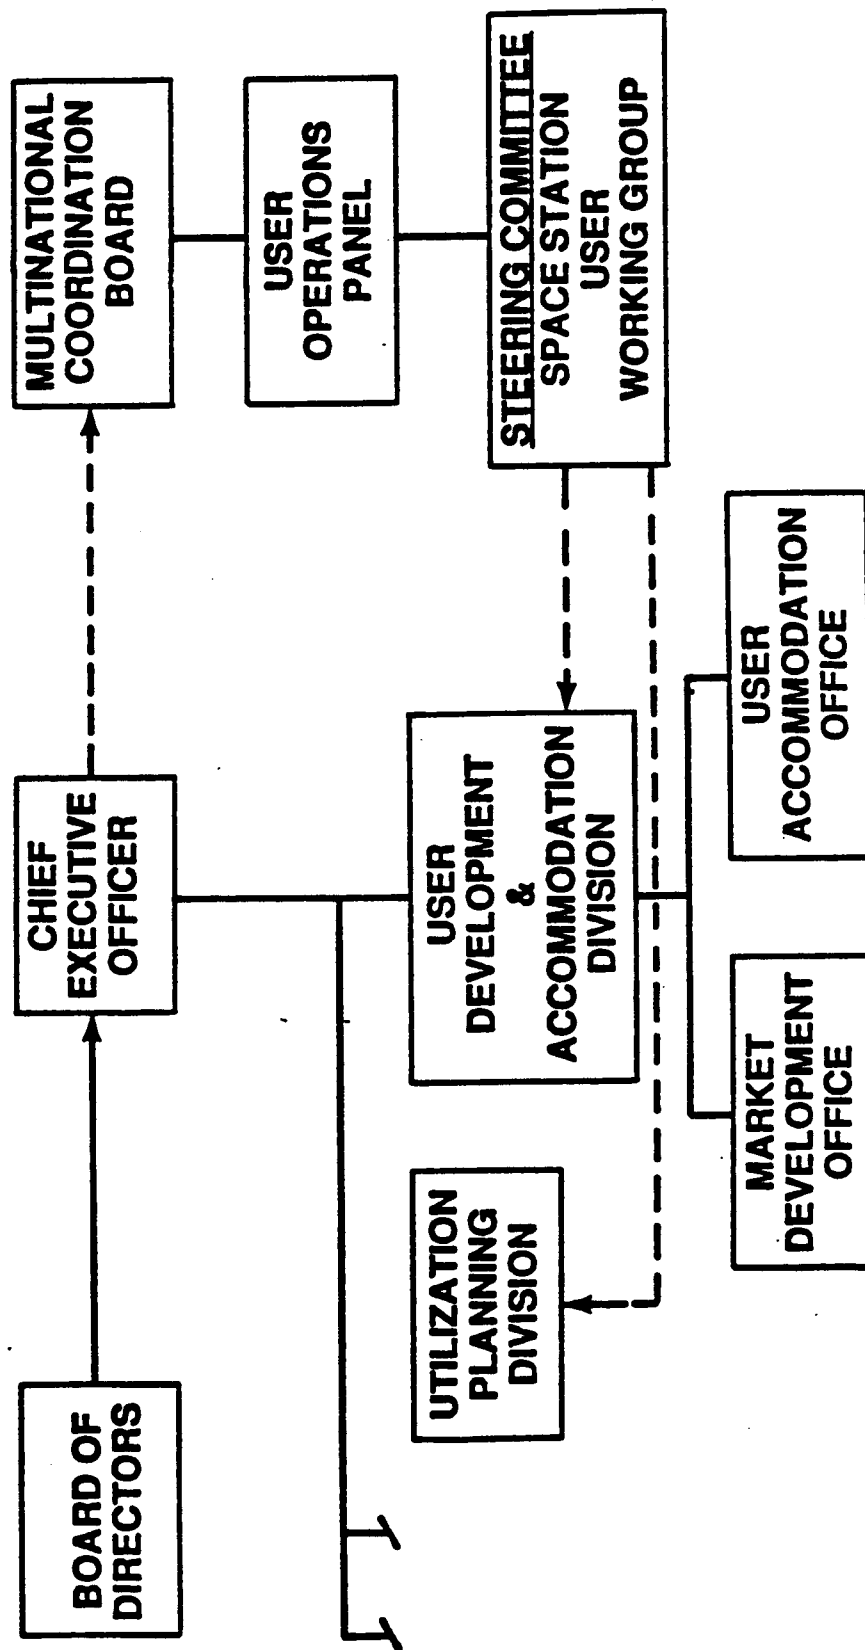 BOARD OF
DIRECTORS
CHIEF
EXECUTIVE
OFFICER
MULTINATIONAL
COORDINATION
BOARD
USER
OPERATIONS
PANEL
STEERING COMMITTEE
SPACE STATION
USER
WORKING GROUP
UTILIZATION
PLANNING
DIVISION
USER
DEVELOPMENT
&
ACCOMMODATION
DIVISION
MARKET
DEVELOPMENT
OFFICE
USER
ACCOMMODATION
OFFICE